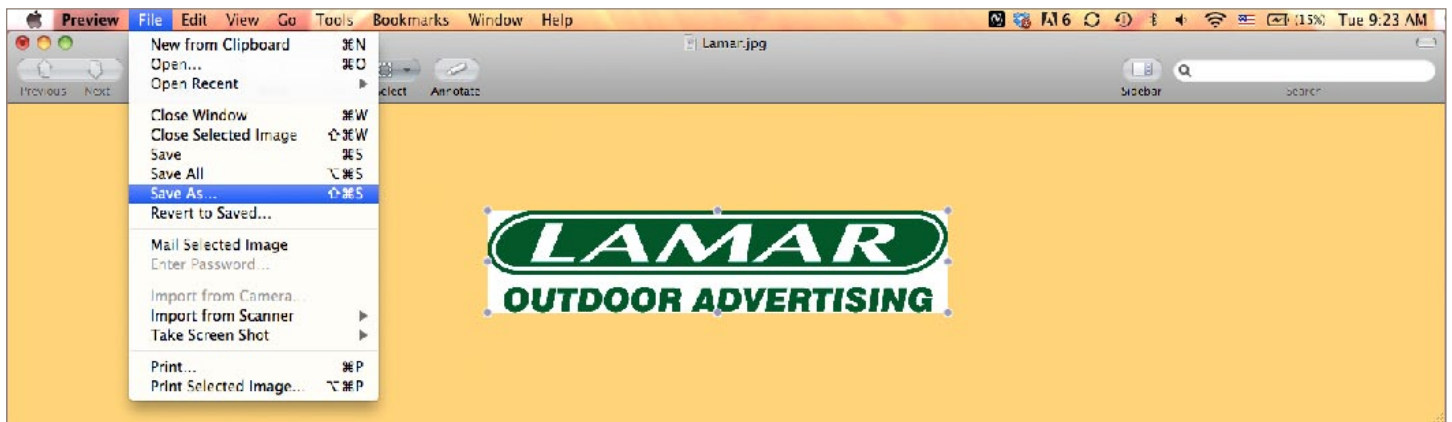 Preview File Edit View Go Tools Bookmarks Window Help 6 (15%) Tue 9:23 AM
Lamar.jpg
Previous Next Select Annotate Sidebar Search
New from Clipboard ⌘N
Open... ⌘O
Open Recent
Close Window ⌘W
Close Selected Image ⇧⌘W
Save ⌘S
Save All ⌥⌘S
Save As... ⇧⌘S
Revert to Saved...
Mail Selected Image
Enter Password...
Import from Camera...
Import from Scanner
Take Screen Shot
Print... ⌘P
Print Selected Image... ⌥⌘P
LAMAR
OUTDOOR ADVERTISING